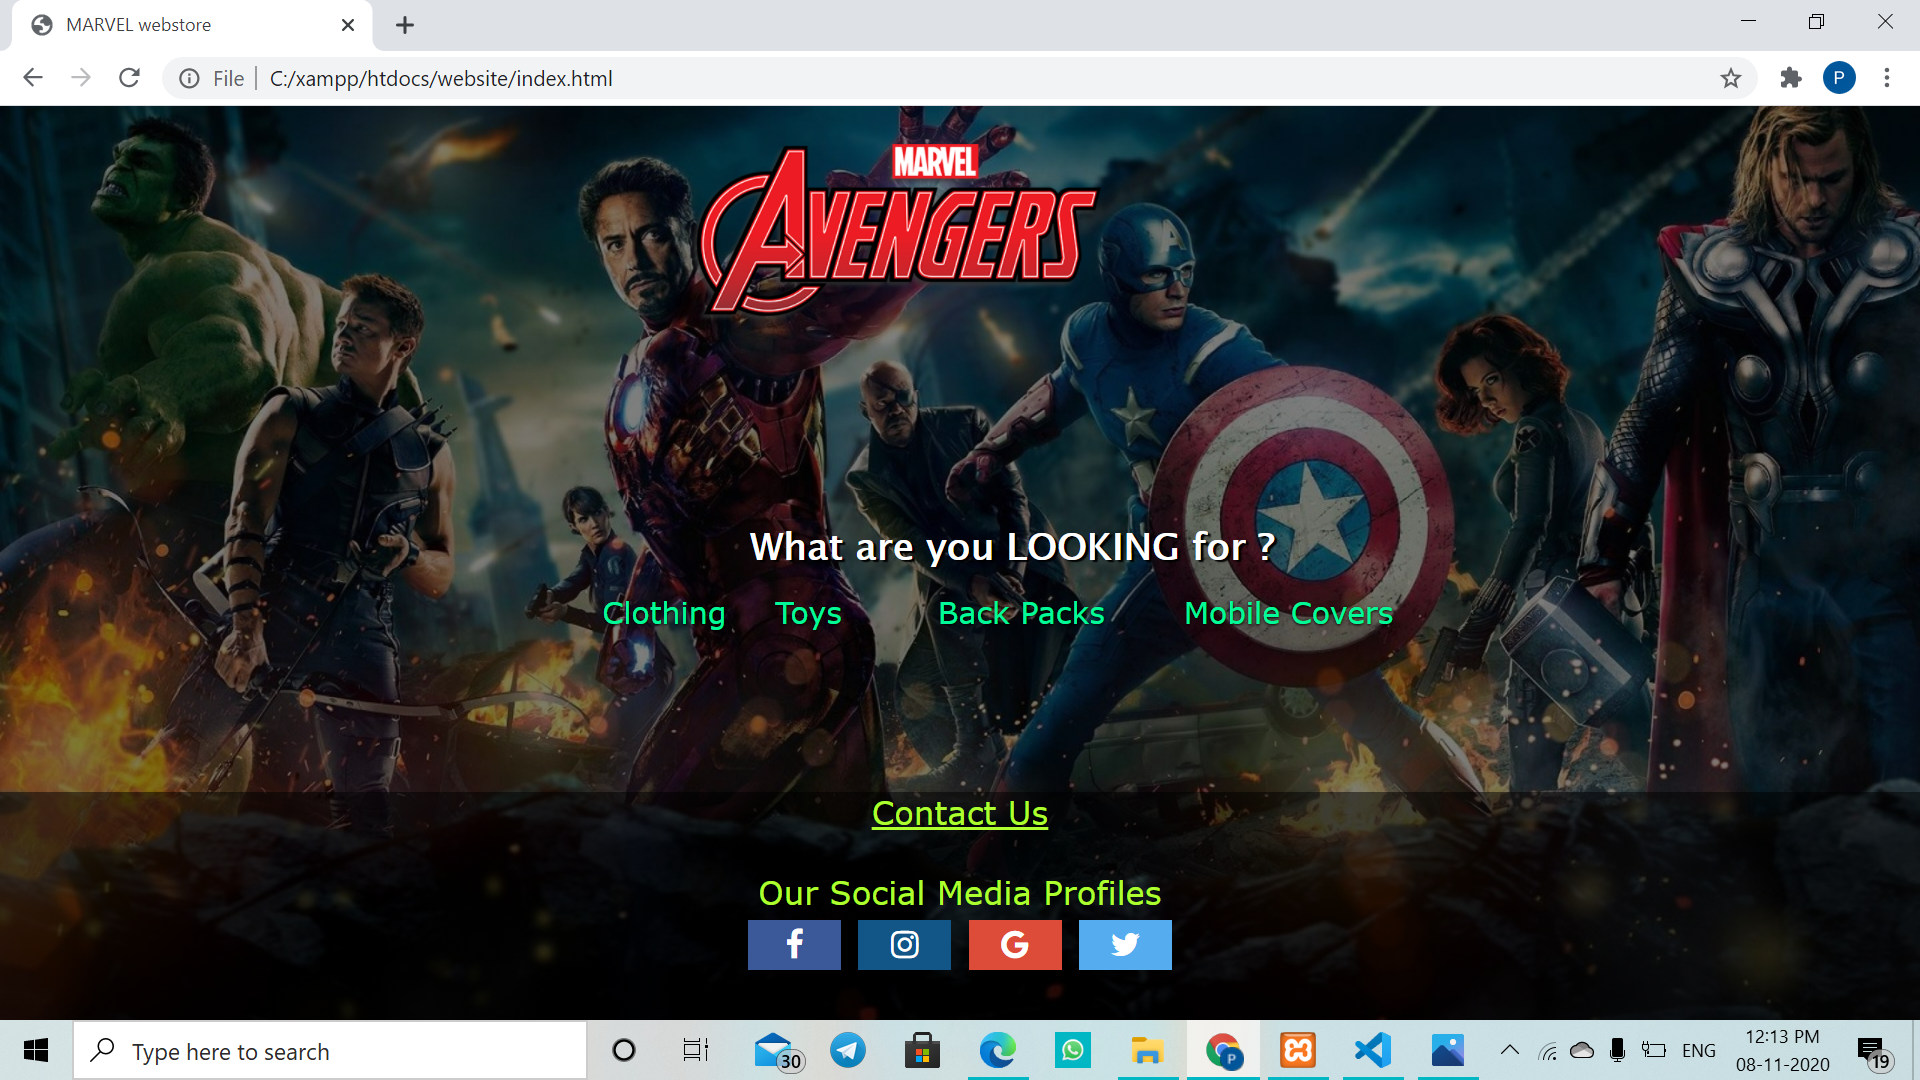 MARVEL webstore
File
C:/xampp/htdocs/website/index.html
P
MARVEL
AVENGERS
What are you LOOKING for ?
Clothing Toys Back Packs Mobile Covers
Contact Us
Our Social Media Profiles
Type here to search
30
P
ENG
12:13 PM
08-11-2020
19